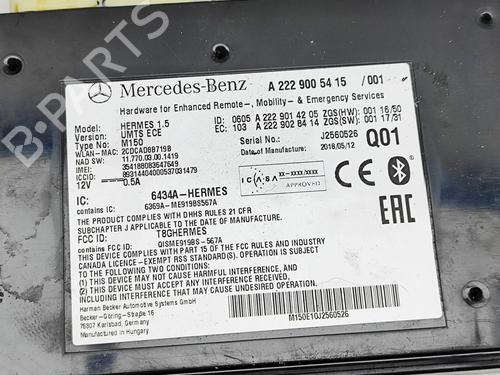 Mercedes-Benz A 222 900 54 15 /001
Hardware for Enhanced Remote-, Mobility- & Emergency Services
Model: HERMES 1.5 ID: 0605 A 222 901 42 05 ZGS(HW): 001 16/50
Version: UMTS ECE EC: 103 A 222 902 84 14 ZGS(SW): 001 17/31
Type No: M150 Serial No.: J2560526
WLAN-MAC: 2CDCAD8B719B 2018/05/12
NAD SW: 11.770.03.00.1419 Q01
IMEI: 354188083547649
ICCID: 89314404000537031479
12V 0.5A
ICASA
xx-xxxx/xxxx
APPROVED
IC: 6434A-HERMES
contains IC: 6369A-ME919BS567A
THE PRODUCT COMPLIES WITH DHHS RULES 21 CFR
SUBCHAPTER J APPLICABLE TO THE DATE OF MANUFACTURE.
FCC ID: T8GHERMES
contains FCC ID: QISME919BS-567A
THIS DEVICE COMPLIES WITH PART 15 OF THE FCC RULES AND INDUSTRY
CANADA LICENCE-EXEMPT RSS STANDARD(S). OPERATION IS SUBJECT TO
THE FOLLOWING TWO CONDITIONS: (1) THIS DEVICE MAY NOT CAUSE
HARMFUL INTERFERENCE, AND (2) THIS DEVICE MUST ACCEPT ANY
INTERFERENCE RECEIVED, INCLUDING INTERFERENCE THAT MAY CAUSE
UNDESIRED OPERATION.
EAC
Harman Becker Automotive Systems GmbH
Becker-Göring-Straße 16
76307 Karlsbad, Germany
Manufactured in Hungary
M150E10J2560526